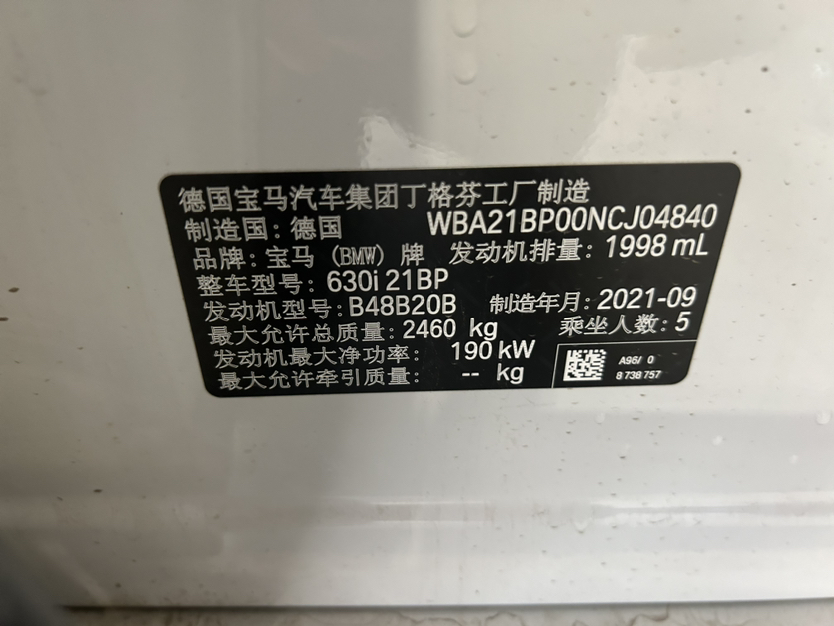 德国宝马汽车集团丁格芬工厂制造
制造国: 德国 WBA21BP00NCJ04840
品牌: 宝马 (BMW) 牌 发动机排量: 1998 mL
整车型号: 630i 21BP
发动机型号: B48B20B 制造年月: 2021-09
最大允许总质量: 2460 kg 乘坐人数: 5
发动机最大净功率: 190 kW
最大允许牵引质量: -- kg
A96/ 0
8 738 757